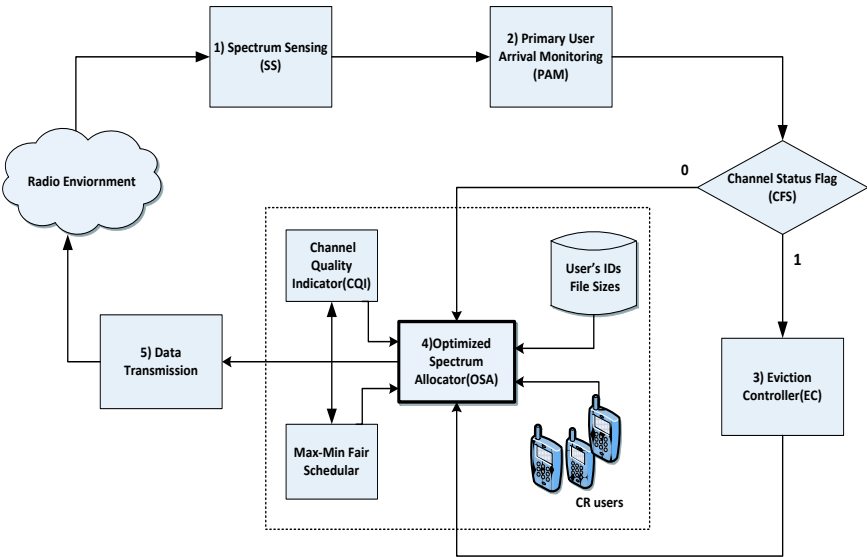 1) Spectrum Sensing
(SS)
2) Primary User
Arrival Monitoring
(PAM)
Radio Enviornment
0
Channel Status Flag
(CFS)
1
Channel
Quality
Indicator(CQI)
User's IDs
File Sizes
4)Optimized
Spectrum
Allocator(OSA)
5) Data
Transmission
3) Eviction
Controller(EC)
Max-Min Fair
Schedular
CR users